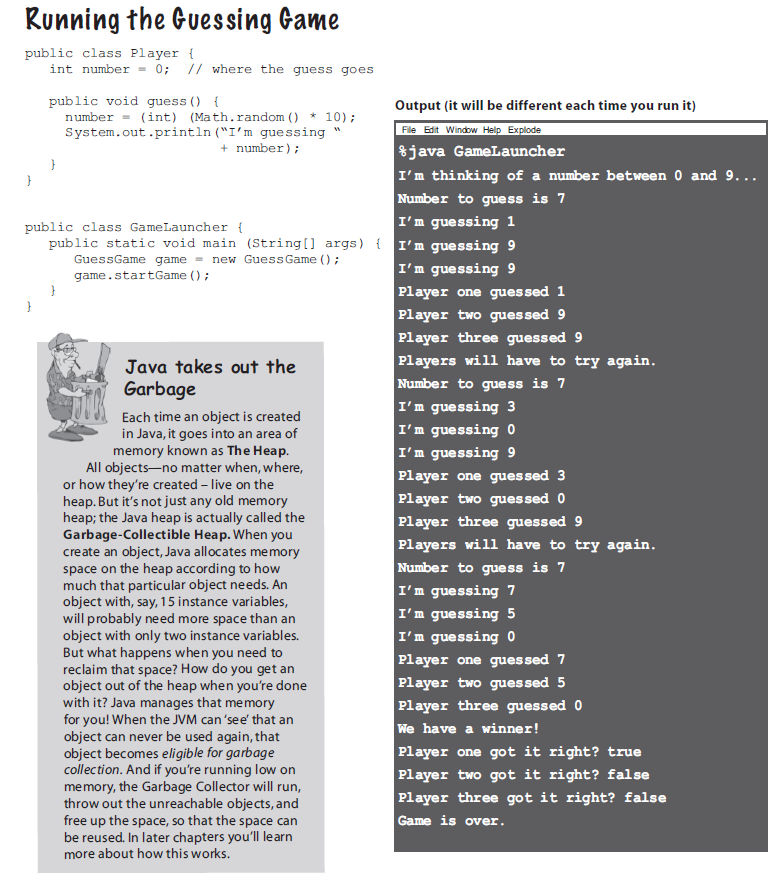 Running the Guessing Game
public class Player {
int number = 0;  // where the guess goes
public void guess() {
number = (int) (Math.random() * 10);
System.out.println(“I’m guessing “
+ number);
}
}
public class GameLauncher {
public static void main (String[] args) {
GuessGame game = new GuessGame();
game.startGame();
}
}
Java takes out the
Garbage
Each time an object is created
in Java, it goes into an area of
memory known as The Heap.
All objects—no matter when, where,
or how they’re created – live on the
heap. But it’s not just any old memory
heap; the Java heap is actually called the
Garbage-Collectible Heap. When you
create an object, Java allocates memory
space on the heap according to how
much that particular object needs. An
object with, say, 15 instance variables,
will probably need more space than an
object with only two instance variables.
But what happens when you need to
reclaim that space? How do you get an
object out of the heap when you’re done
with it? Java manages that memory
for you! When the JVM can ‘see’ that an
object can never be used again, that
object becomes eligible for garbage
collection. And if you’re running low on
memory, the Garbage Collector will run,
throw out the unreachable objects, and
free up the space, so that the space can
be reused. In later chapters you’ll learn
more about how this works.
Output (it will be different each time you run it)
File Edit Window Help Explode
%java GameLauncher
I’m thinking of a number between 0 and 9...
Number to guess is 7
I’m guessing 1
I’m guessing 9
I’m guessing 9
Player one guessed 1
Player two guessed 9
Player three guessed 9
Players will have to try again.
Number to guess is 7
I’m guessing 3
I’m guessing 0
I’m guessing 9
Player one guessed 3
Player two guessed 0
Player three guessed 9
Players will have to try again.
Number to guess is 7
I’m guessing 7
I’m guessing 5
I’m guessing 0
Player one guessed 7
Player two guessed 5
Player three guessed 0
We have a winner!
Player one got it right? true
Player two got it right? false
Player three got it right? false
Game is over.